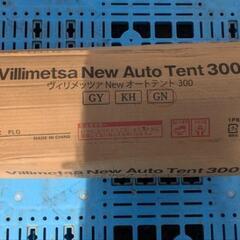 Villimetsa New Auto Tent 300
ヴィリメッツァ New オートテント 300
GY KH GN
PLG
MADE IN CHINA
Villimetsa New Auto Tent 300